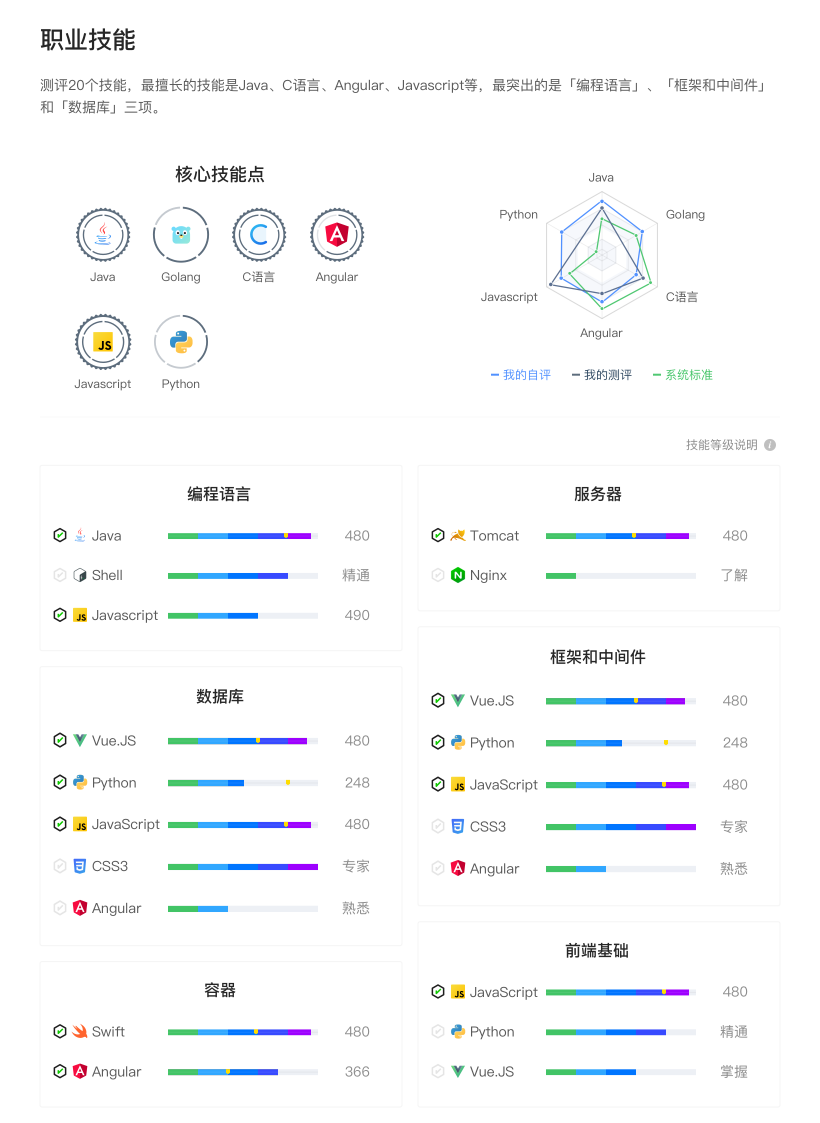 职业技能
测评20个技能，最擅长的技能是Java、C语言、Angular、Javascript等，最突出的是「编程语言」、「框架和中间件」
和「数据库」三项。
核心技能点
Java
Golang
C语言
Angular
JS
Javascript
Python
Java
Python
Golang
Javascript
C语言
Angular
我的自评
我的测评
系统标准
技能等级说明 i
编程语言
Java 480
Shell 精通
JS Javascript 490
服务器
Tomcat 480
Nginx 了解
数据库
Vue.JS 480
Python 248
JS JavaScript 480
CSS3 专家
Angular 熟悉
框架和中间件
Vue.JS 480
Python 248
JS JavaScript 480
CSS3 专家
Angular 熟悉
容器
Swift 480
Angular 366
前端基础
JS JavaScript 480
Python 精通
Vue.JS 掌握